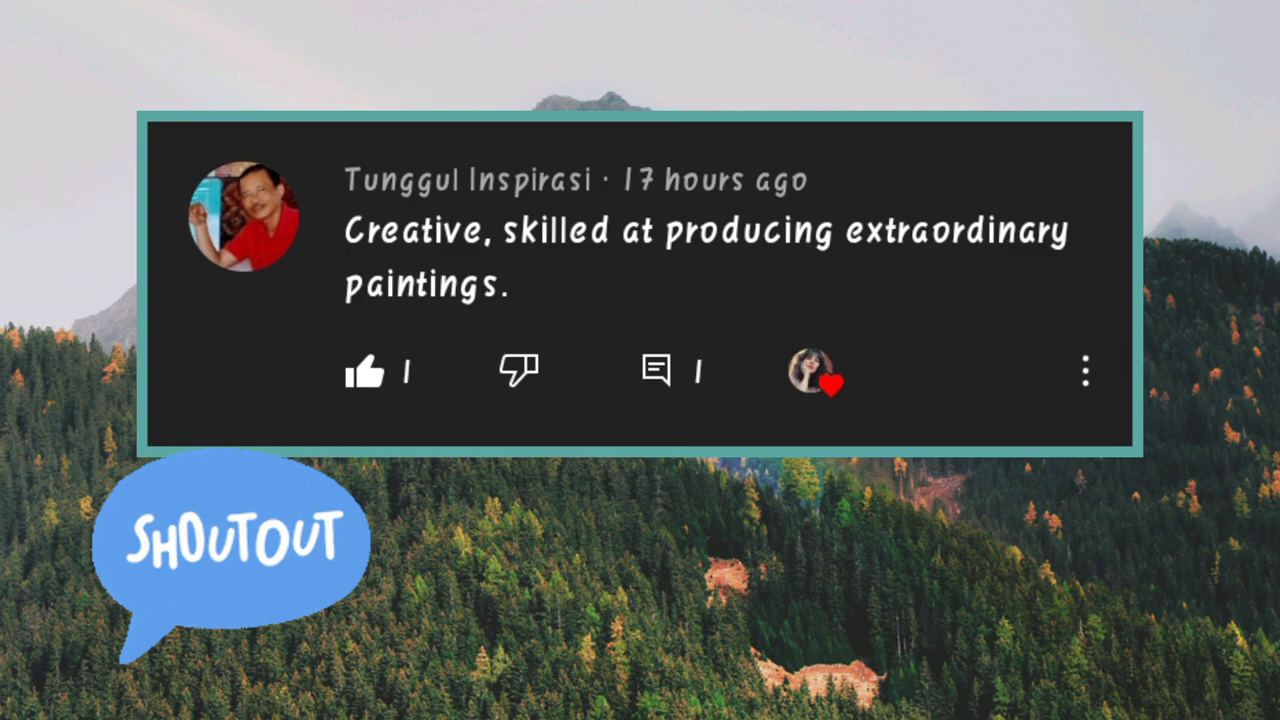 Tunggul Inspirasi · 17 hours ago
Creative, skilled at producing extraordinary
paintings.
1 1
SHOUTOUT